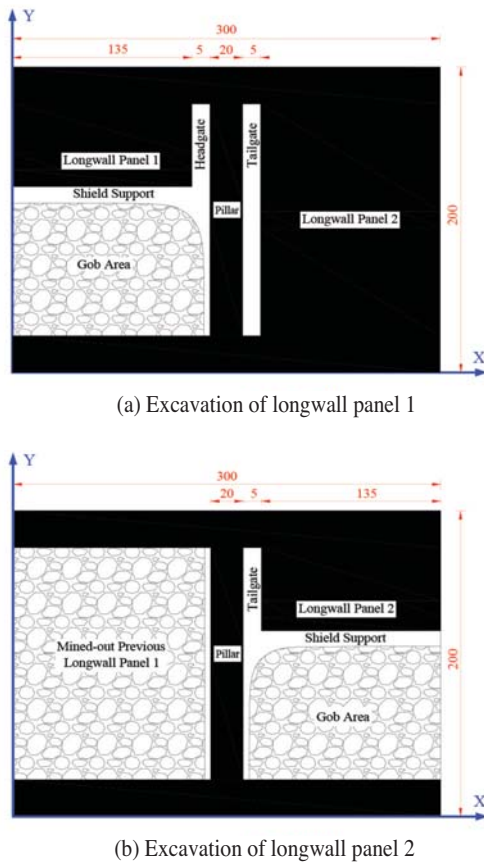 Y
300
135 5 20 5
Headgate
Tailgate
Longwall Panel 1
Shield Support
Pillar
Longwall Panel 2
200
Gob Area
X
(a) Excavation of longwall panel 1
Y
300
20 5 135
Tailgate
Longwall Panel 2
Shield Support
Mined-out Previous
Longwall Panel 1
Pillar
200
Gob Area
X
(b) Excavation of longwall panel 2